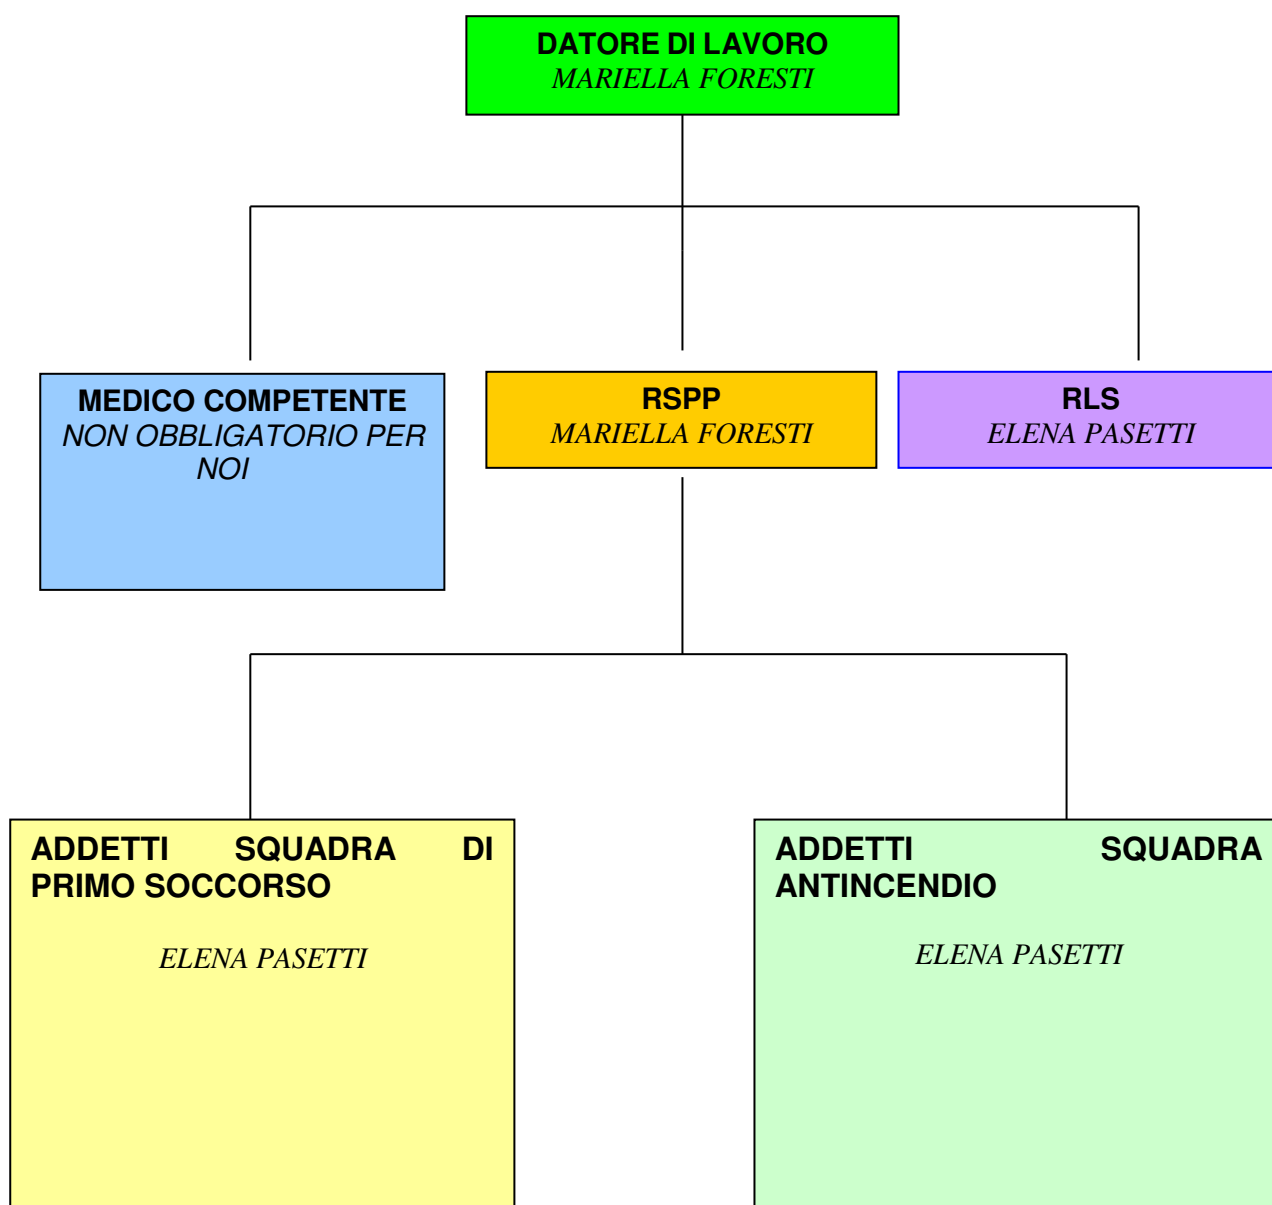 DATORE DI LAVORO
MARIELLA FORESTI
MEDICO COMPETENTE
NON OBBLIGATORIO PER
NOI
RSPP
MARIELLA FORESTI
RLS
ELENA PASETTI
ADDETTI SQUADRA DI
PRIMO SOCCORSO
ELENA PASETTI
ADDETTI SQUADRA
ANTINCENDIO
ELENA PASETTI